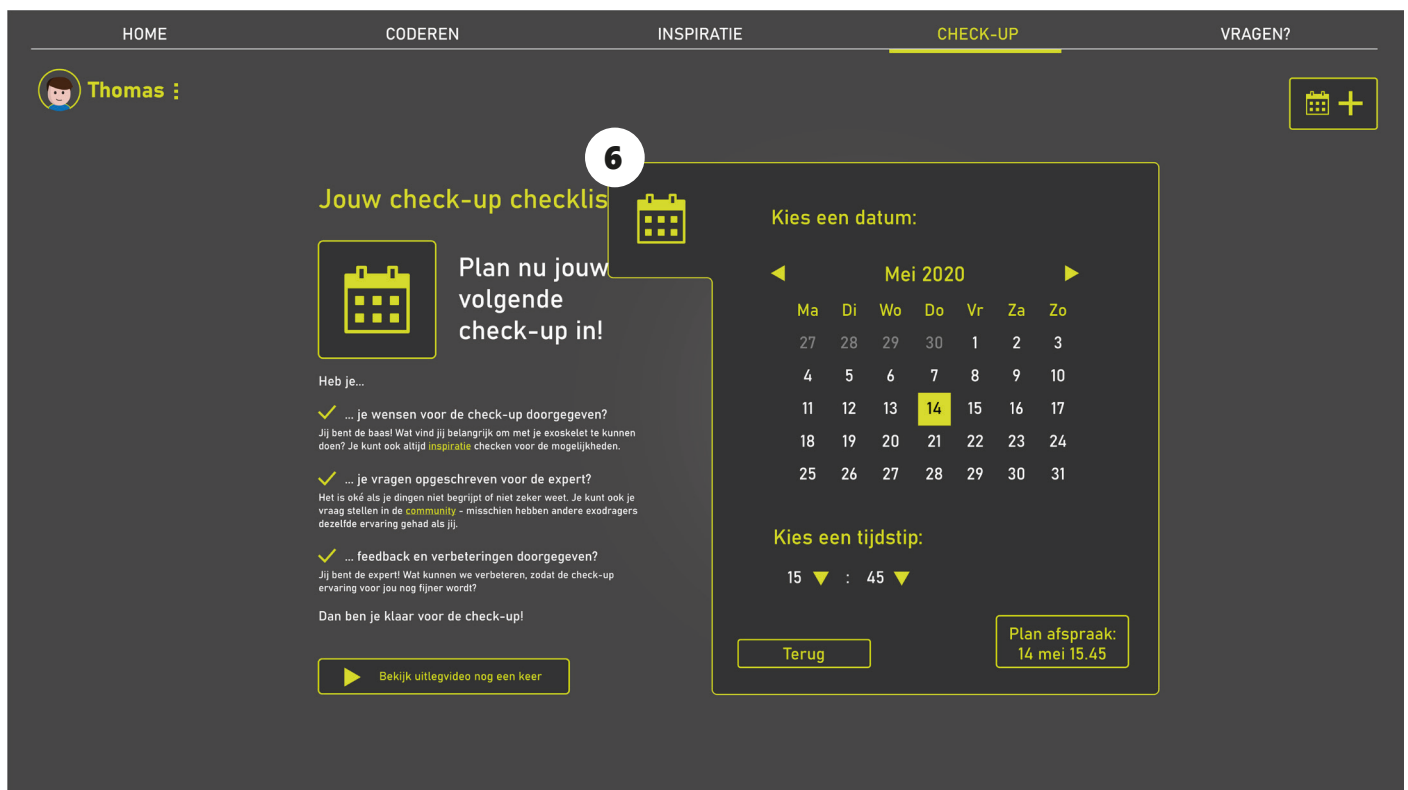 HOME
CODEREN
INSPIRATIE
CHECK-UP
VRAGEN?
Thomas
6
Jouw check-up checklis
Plan nu jouw
volgende
check-up in!
Heb je...
... je wensen voor de check-up doorgegeven?
Jij bent de baas! Wat vind jij belangrijk om met je exoskelet te kunnen
doen? Je kunt ook altijd inspiratie checken voor de mogelijkheden.
... je vragen opgeschreven voor de expert?
Het is oké als je dingen niet begrijpt of niet zeker weet. Je kunt ook je
vraag stellen in de community - misschien hebben andere exodragers
dezelfde ervaring gehad als jij.
... feedback en verbeteringen doorgegeven?
Jij bent de expert! Wat kunnen we verbeteren, zodat de check-up
ervaring voor jou nog fijner wordt?
Dan ben je klaar voor de check-up!
Bekijk uitlegvideo nog een keer
Kies een datum:
Mei 2020
Ma Di Wo Do Vr Za Zo
27 28 29 30 1 2 3
4 5 6 7 8 9 10
11 12 13 14 15 16 17
18 19 20 21 22 23 24
25 26 27 28 29 30 31
Kies een tijdstip:
15 : 45
Terug
Plan afspraak:
14 mei 15.45